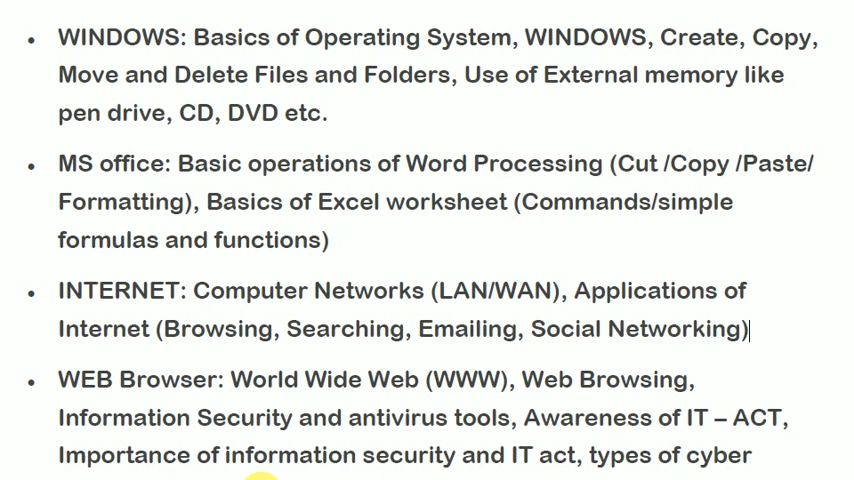 • WINDOWS: Basics of Operating System, WINDOWS, Create, Copy,
Move and Delete Files and Folders, Use of External memory like
pen drive, CD, DVD etc.
• MS office: Basic operations of Word Processing (Cut /Copy /Paste/
Formatting), Basics of Excel worksheet (Commands/simple
formulas and functions)
• INTERNET: Computer Networks (LAN/WAN), Applications of
Internet (Browsing, Searching, Emailing, Social Networking)
• WEB Browser: World Wide Web (WWW), Web Browsing,
Information Security and antivirus tools, Awareness of IT – ACT,
Importance of information security and IT act, types of cyber